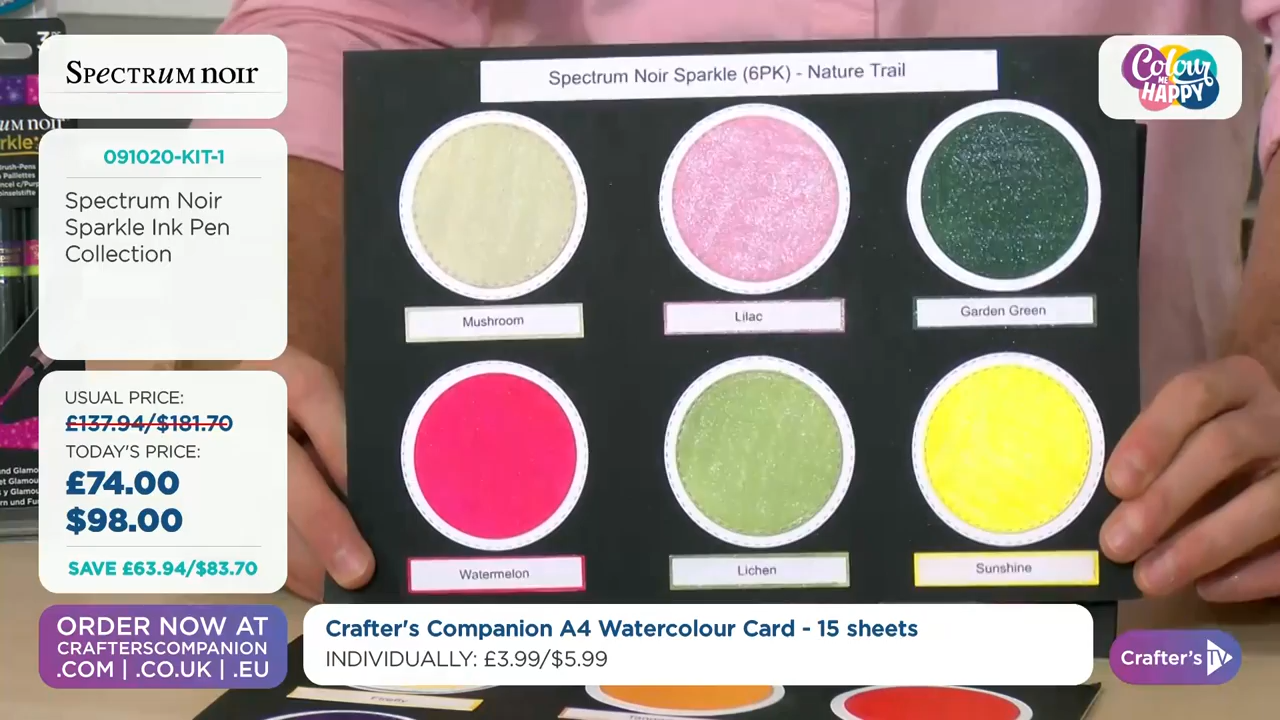 Spectrum noir
091020-KIT-1
Spectrum Noir
Sparkle Ink Pen
Collection
USUAL PRICE:
£137.94/$181.70
TODAY'S PRICE:
£74.00
$98.00
SAVE £63.94/$83.70
ORDER NOW AT
CRAFTERSCOMPANION
.COM | .CO.UK | .EU
Spectrum Noir Sparkle (6PK) - Nature Trail
Mushroom
Lilac
Garden Green
Watermelon
Lichen
Sunshine
Colour
ME
HAPPY
Crafter's Companion A4 Watercolour Card - 15 sheets
INDIVIDUALLY: £3.99/$5.99
Crafter's TV
Firefly